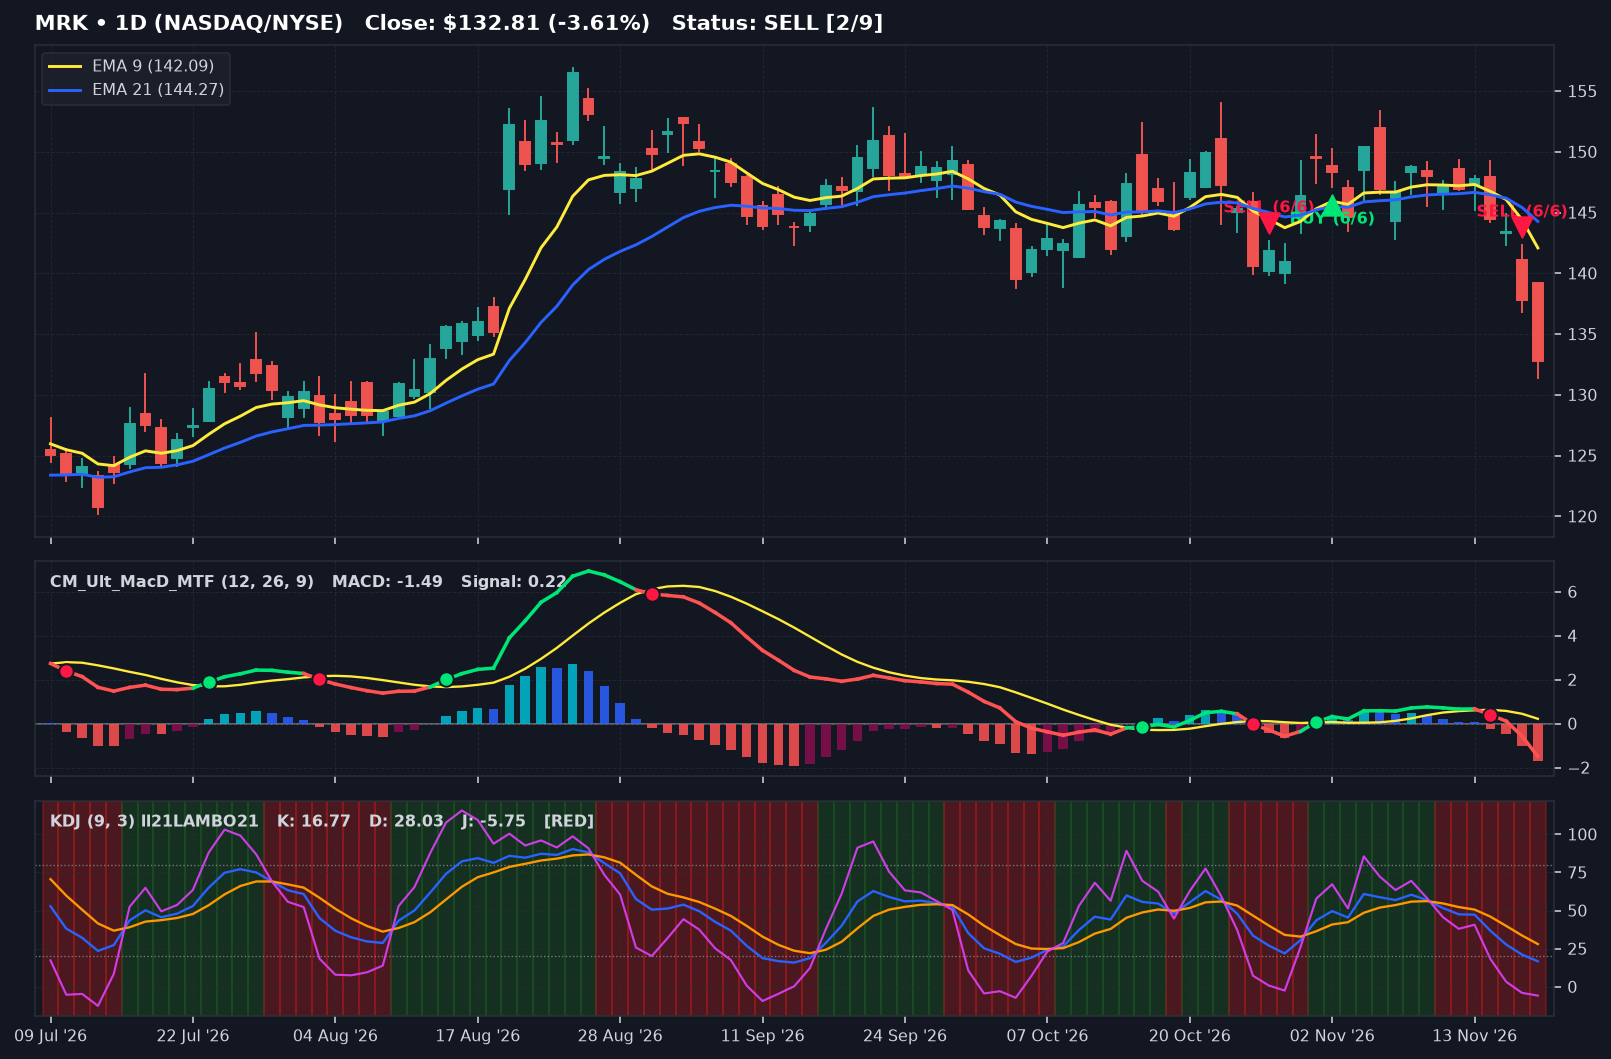 MRK • 1D (NASDAQ/NYSE)   Close: $132.81 (-3.61%)   Status: SELL [2/9]
EMA 9 (142.09)
EMA 21 (144.27)
155
150
145
140
135
130
125
120
SELL (6/6)
BUY (6/6)
SELL (6/6)
CM_Ult_MacD_MTF (12, 26, 9)   MACD: -1.49   Signal: 0.22
6
4
2
0
−2
KDJ (9, 3) II21LAMBO21   K: 16.77   D: 28.03   J: -5.75   [RED]
100
75
50
25
0
09 Jul '26
22 Jul '26
04 Aug '26
17 Aug '26
28 Aug '26
11 Sep '26
24 Sep '26
07 Oct '26
20 Oct '26
02 Nov '26
13 Nov '26